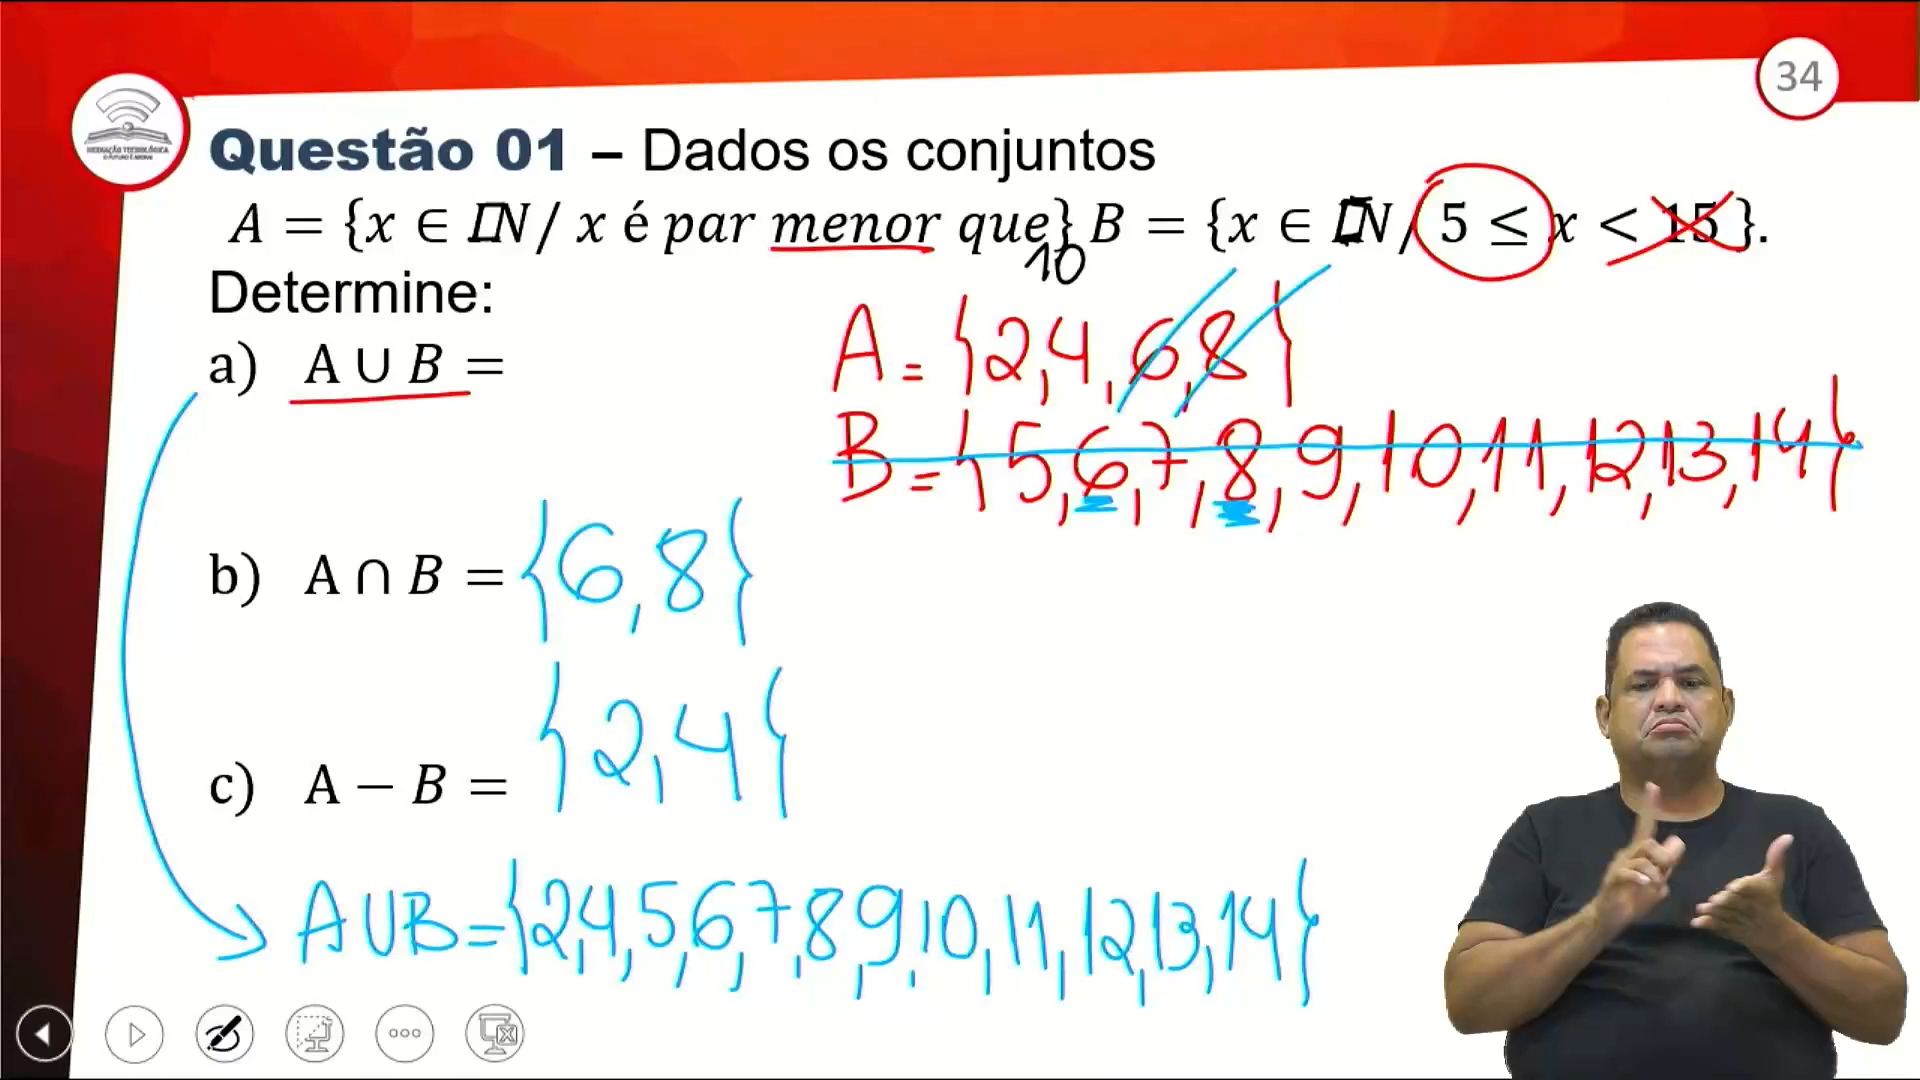 34
MEDIAÇÃO TECNOLÓGICA
Questão 01 – Dados os conjuntos
A = {x ∈ IN/ x é par menor que} B = {x ∈ IN/ 5 ≤ x < 15 }.
10
Determine:
A = {2,4,6,8}
a) A ∪ B =
B = {5,6,7,8,9,10,11,12,13,14}
b) A ∩ B = {6,8}
c) A − B = {2,4}
A∪B={2,4,5,6,7,8,9,10,11,12,13,14}